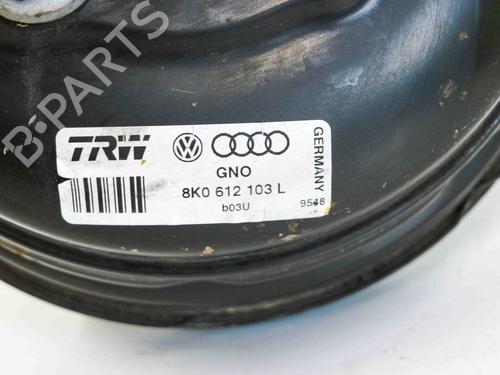 B-PARTS
TRW
GNO
8K0 612 103 L
b03U
GERMANY
9548